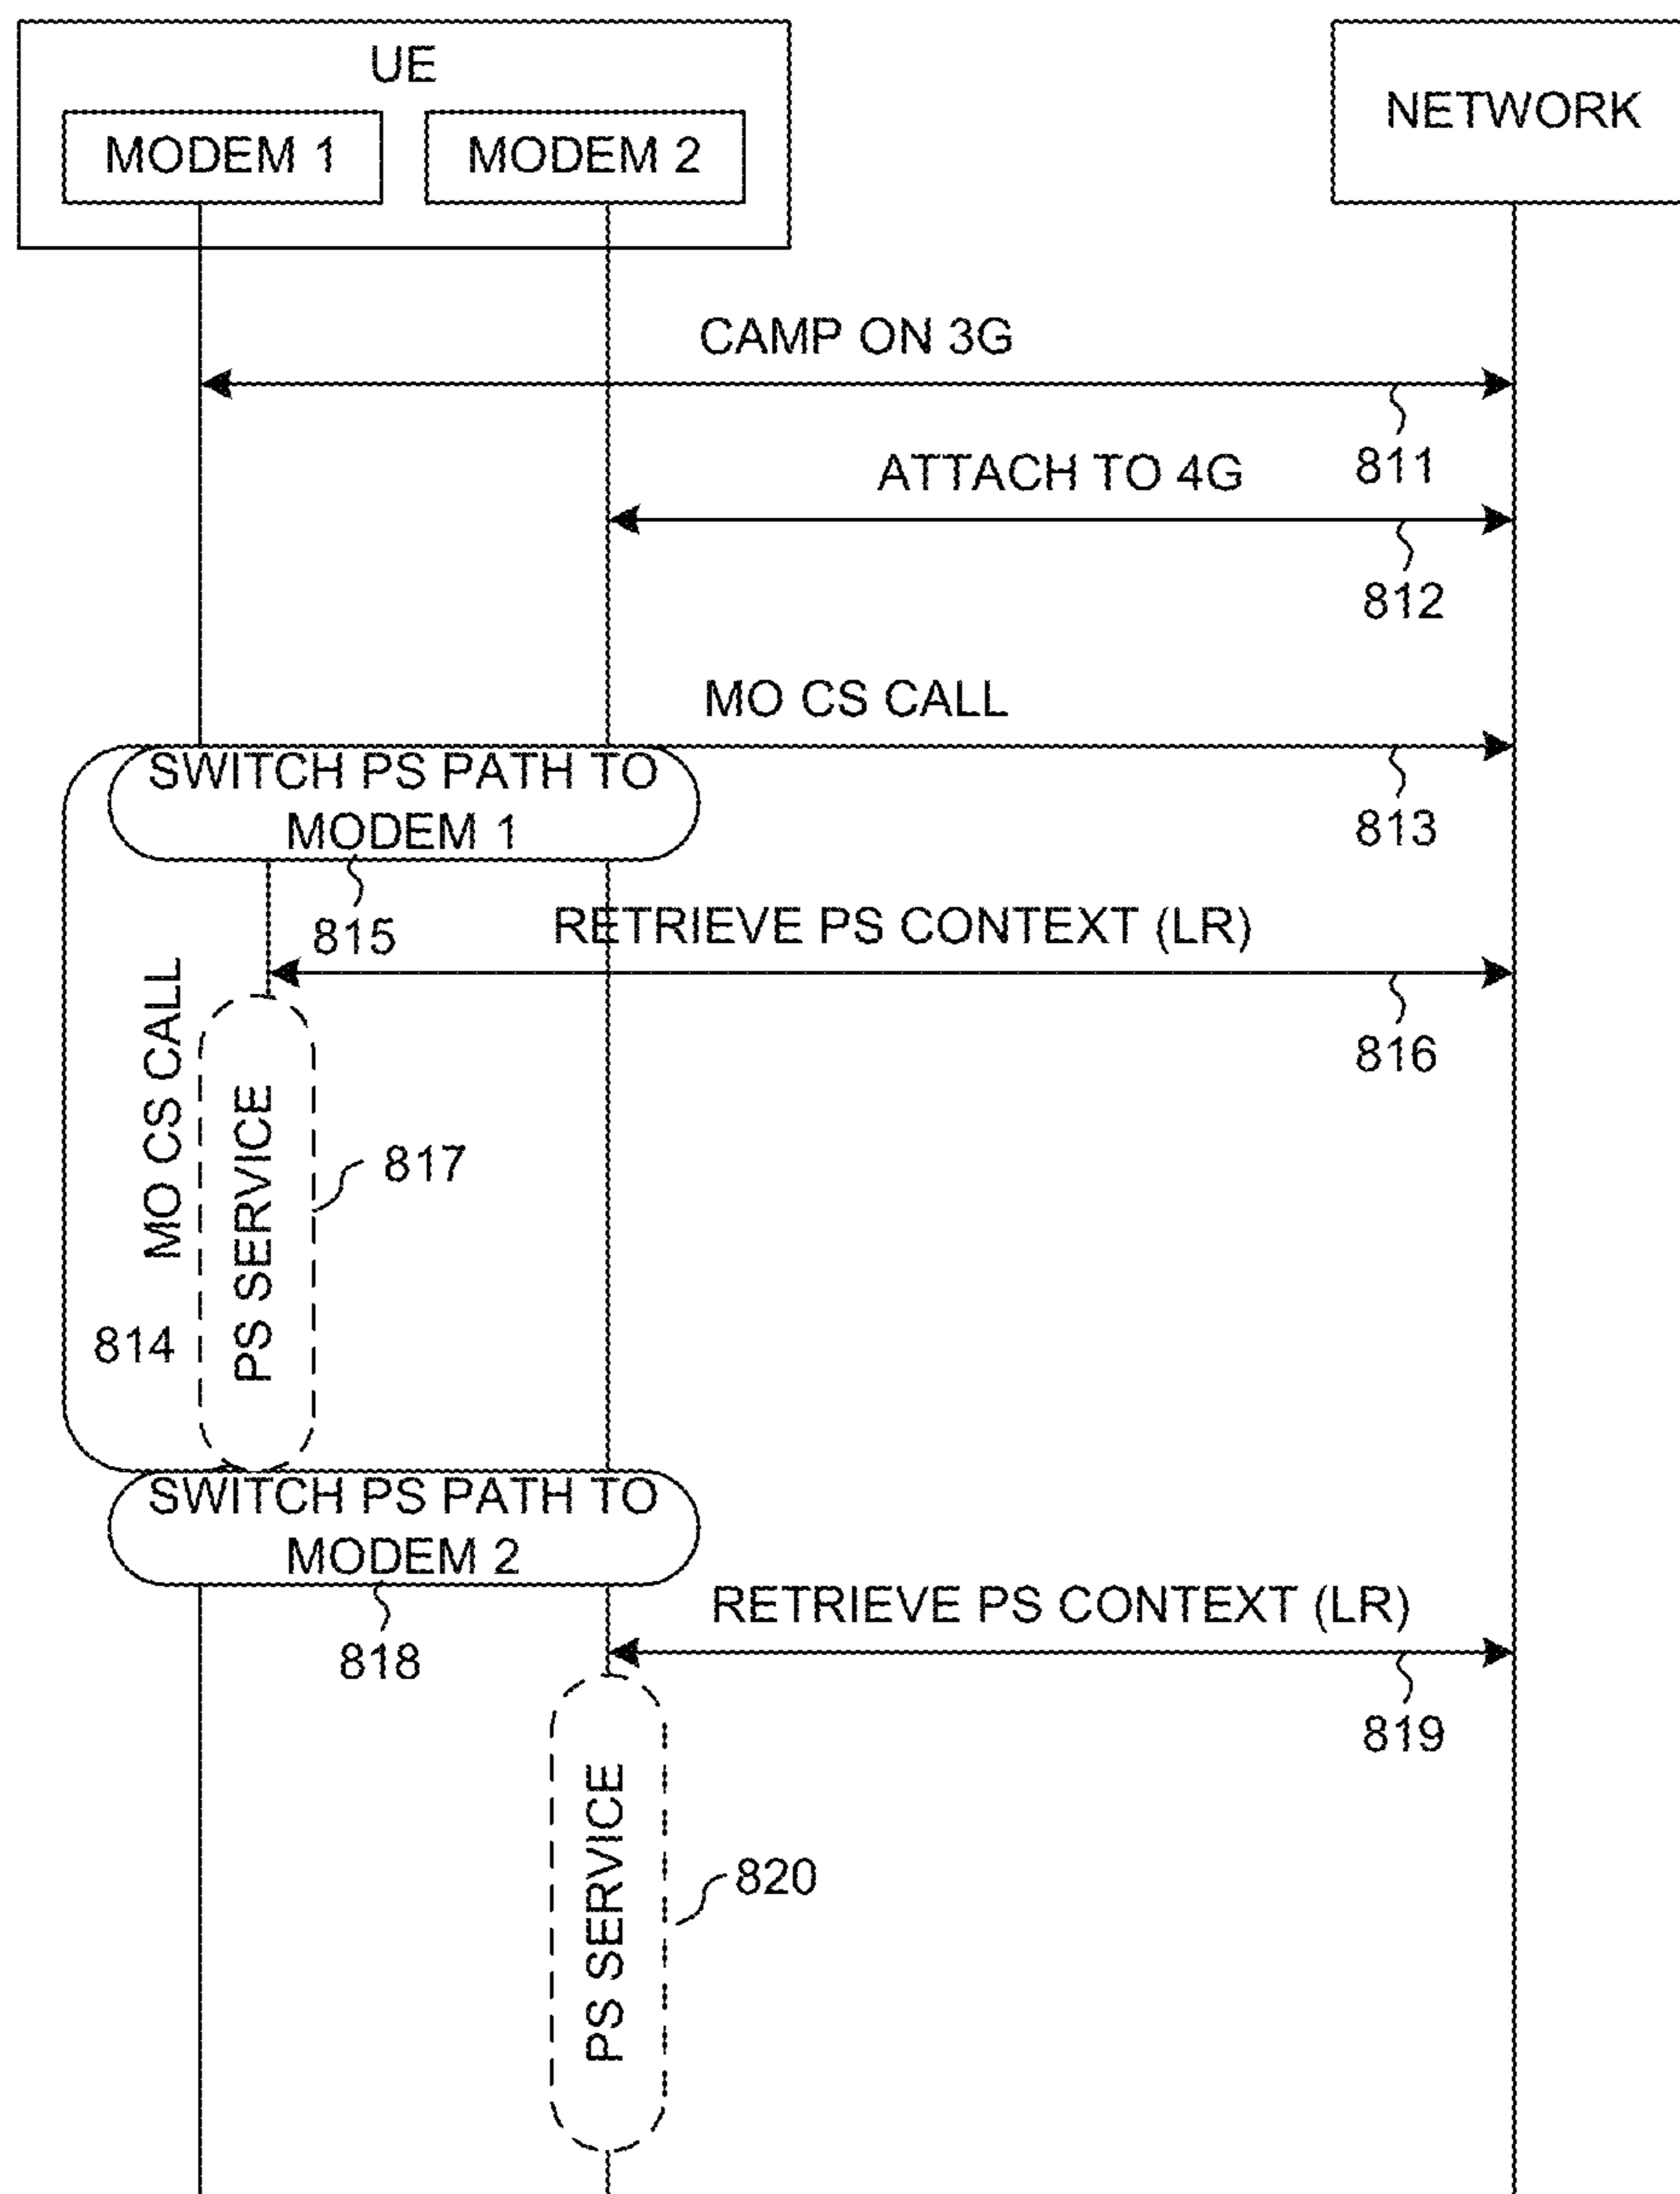 UE
MODEM 1
MODEM 2
NETWORK
CAMP ON 3G
811
ATTACH TO 4G
812
MO CS CALL
813
SWITCH PS PATH TO
MODEM 1
815
RETRIEVE PS CONTEXT (LR)
816
MO CS CALL
814
PS SERVICE
817
SWITCH PS PATH TO
MODEM 2
818
RETRIEVE PS CONTEXT (LR)
819
PS SERVICE
820